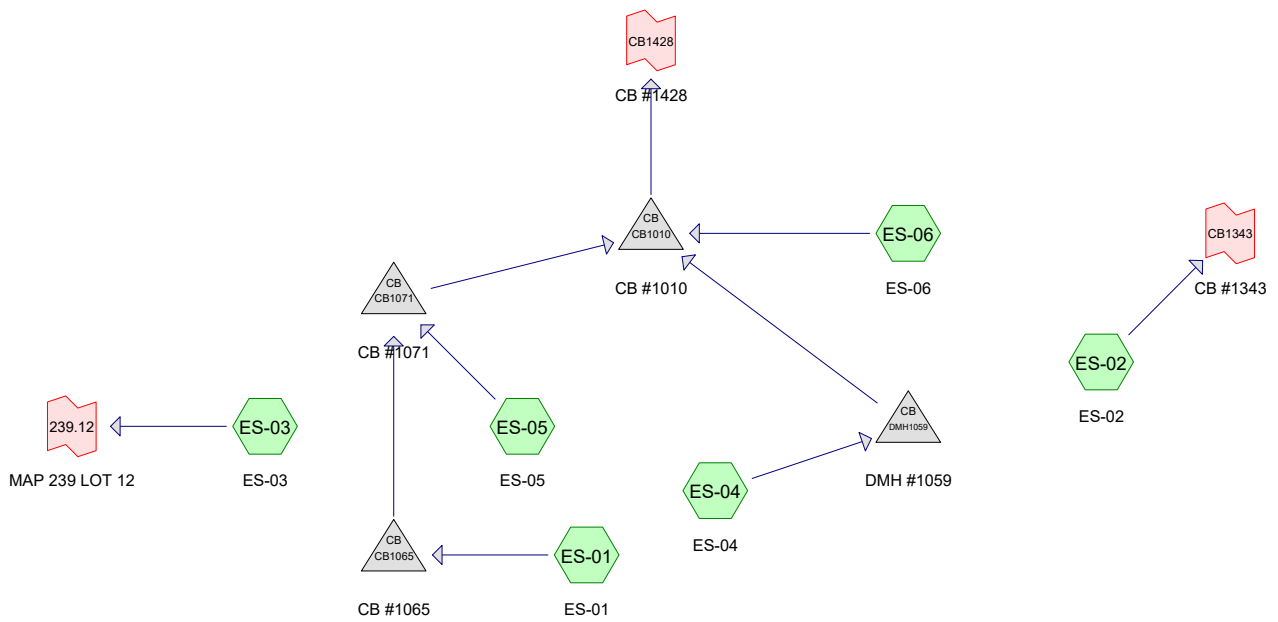 CB1428
CB #1428
CB
CB1010
CB #1010
ES-06
ES-06
CB1343
CB #1343
CB
CB1071
CB #1071
ES-02
ES-02
239.12
MAP 239 LOT 12
ES-03
ES-03
ES-05
ES-05
CB
DMH1059
DMH #1059
ES-04
ES-04
CB
CB1065
CB #1065
ES-01
ES-01